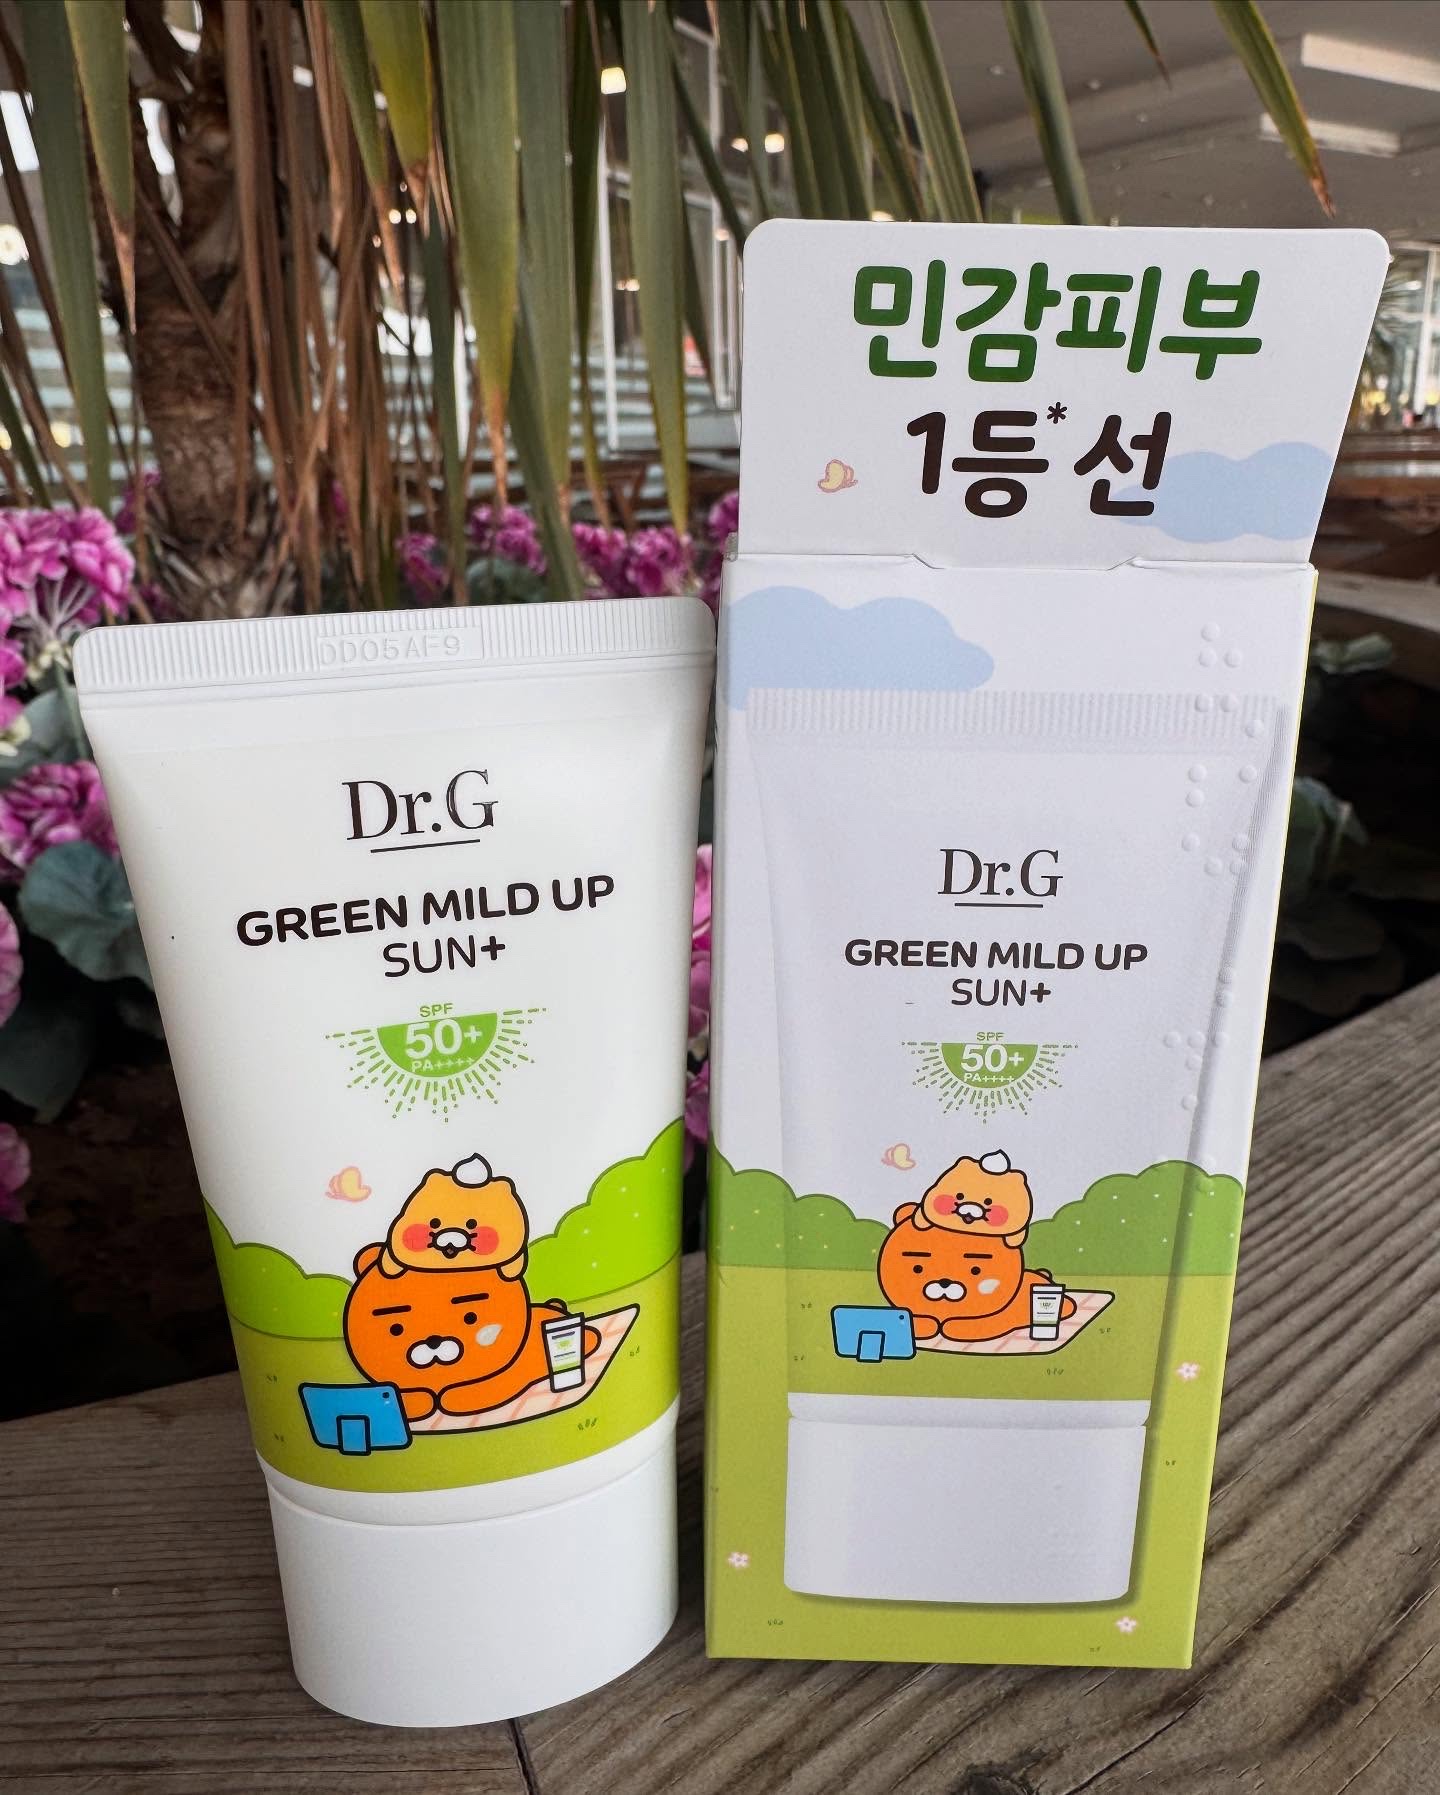 민감피부
1등* 선
DD05AF9
Dr.G
GREEN MILD UP
SUN+
SPF
50+
PA++++
Dr.G
GREEN MILD UP
SUN+
SPF
50+
PA++++